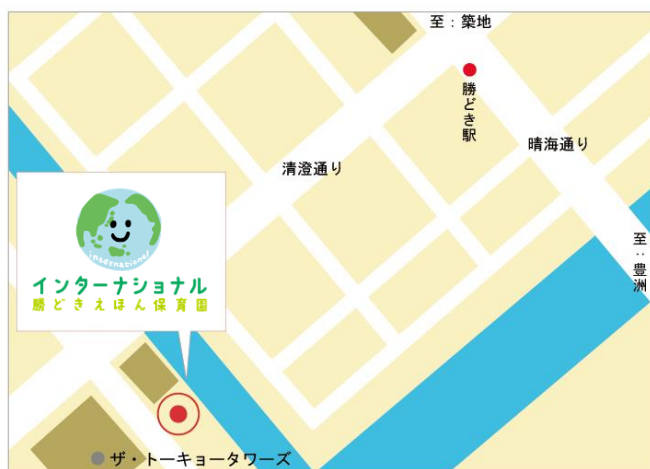 至：築地
勝どき駅
晴海通り
清澄通り
至：豊洲
international
インターナショナル
勝どきえほん保育園
ザ・トーキョータワーズ